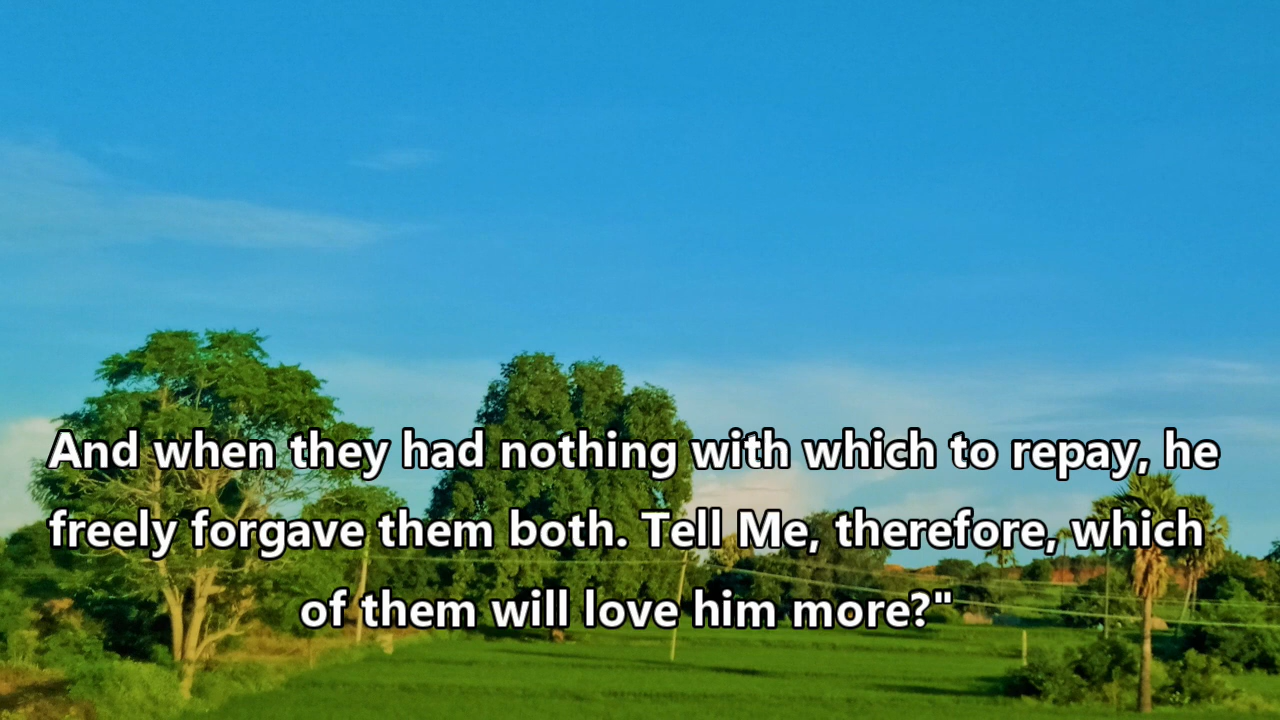 And when they had nothing with which to repay, he
freely forgave them both. Tell Me, therefore, which
of them will love him more?"